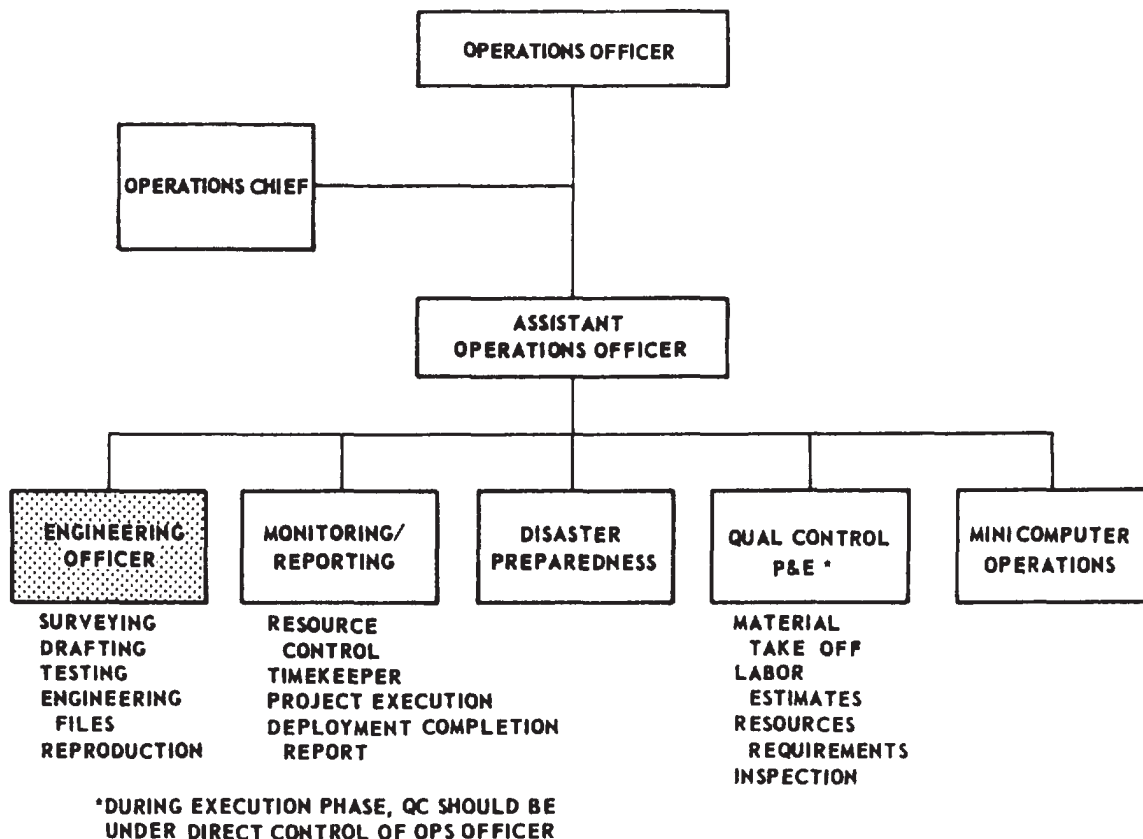 OPERATIONS OFFICER
OPERATIONS CHIEF
ASSISTANT
OPERATIONS OFFICER
ENGINEERING
OFFICER
SURVEYING
DRAFTING
TESTING
ENGINEERING
FILES
REPRODUCTION
MONITORING/
REPORTING
RESOURCE
CONTROL
TIMEKEEPER
PROJECT EXECUTION
DEPLOYMENT COMPLETION
REPORT
DISASTER
PREPAREDNESS
QUAL CONTROL
P&E *
MATERIAL
TAKE OFF
LABOR
ESTIMATES
RESOURCES
REQUIREMENTS
INSPECTION
MINICOMPUTER
OPERATIONS
*DURING EXECUTION PHASE, QC SHOULD BE
UNDER DIRECT CONTROL OF OPS OFFICER